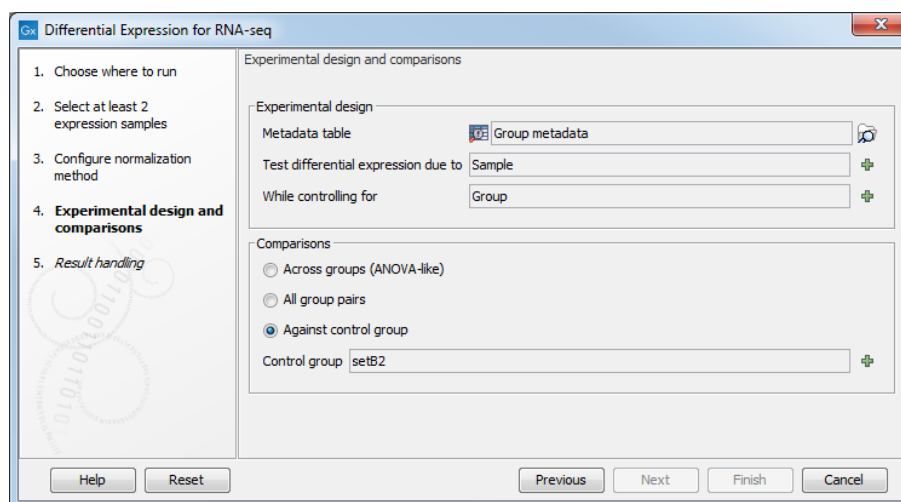 Gx Differential Expression for RNA-seq
1. Choose where to run
2. Select at least 2
expression samples
3. Configure normalization
method
4. Experimental design and
comparisons
5. Result handling
Experimental design and comparisons
Experimental design
Metadata table Group metadata
Test differential expression due to Sample
While controlling for Group
Comparisons
Across groups (ANOVA-like)
All group pairs
Against control group
Control group setB2
Help Reset Previous Next Finish Cancel